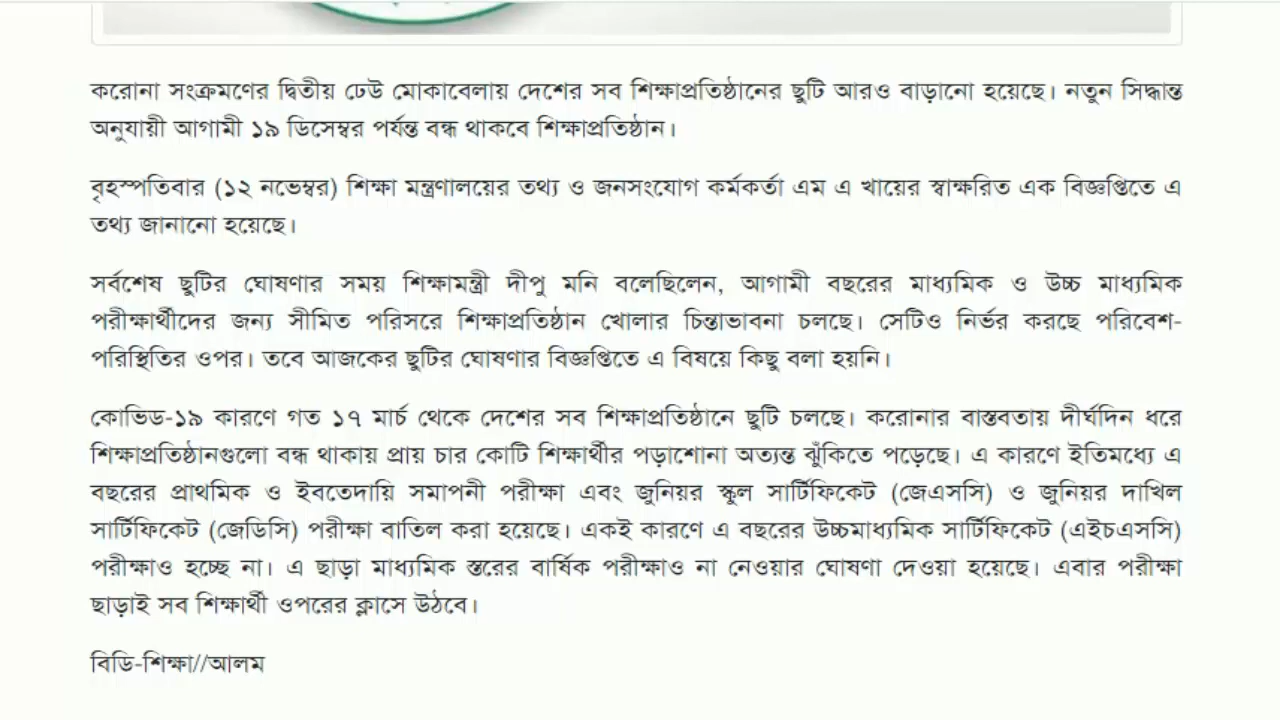 করোনা সংক্রমণের দ্বিতীয় ঢেউ মোকাবেলায় দেশের সব শিক্ষাপ্রতিষ্ঠানের ছুটি আরও বাড়ানো হয়েছে। নতুন সিদ্ধান্ত
অনুযায়ী আগামী ১৯ ডিসেম্বর পর্যন্ত বন্ধ থাকবে শিক্ষাপ্রতিষ্ঠান।
বৃহস্পতিবার (১২ নভেম্বর) শিক্ষা মন্ত্রণালয়ের তথ্য ও জনসংযোগ কর্মকর্তা এম এ খায়ের স্বাক্ষরিত এক বিজ্ঞপ্তিতে এ
তথ্য জানানো হয়েছে।
সর্বশেষ ছুটির ঘোষণার সময় শিক্ষামন্ত্রী দীপু মনি বলেছিলেন, আগামী বছরের মাধ্যমিক ও উচ্চ মাধ্যমিক
পরীক্ষার্থীদের জন্য সীমিত পরিসরে শিক্ষাপ্রতিষ্ঠান খোলার চিন্তাভাবনা চলছে। সেটিও নির্ভর করছে পরিবেশ-
পরিস্থিতির ওপর। তবে আজকের ছুটির ঘোষণার বিজ্ঞপ্তিতে এ বিষয়ে কিছু বলা হয়নি।
কোভিড-১৯ কারণে গত ১৭ মার্চ থেকে দেশের সব শিক্ষাপ্রতিষ্ঠানে ছুটি চলছে। করোনার বাস্তবতায় দীর্ঘদিন ধরে
শিক্ষাপ্রতিষ্ঠানগুলো বন্ধ থাকায় প্রায় চার কোটি শিক্ষার্থীর পড়াশোনা অত্যন্ত ঝুঁকিতে পড়েছে। এ কারণে ইতিমধ্যে এ
বছরের প্রাথমিক ও ইবতেদায়ি সমাপনী পরীক্ষা এবং জুনিয়র স্কুল সার্টিফিকেট (জেএসসি) ও জুনিয়র দাখিল
সার্টিফিকেট (জেডিসি) পরীক্ষা বাতিল করা হয়েছে। একই কারণে এ বছরের উচ্চমাধ্যমিক সার্টিফিকেট (এইচএসসি)
পরীক্ষাও হচ্ছে না। এ ছাড়া মাধ্যমিক স্তরের বার্ষিক পরীক্ষাও না নেওয়ার ঘোষণা দেওয়া হয়েছে। এবার পরীক্ষা
ছাড়াই সব শিক্ষার্থী ওপরের ক্লাসে উঠবে।
বিডি-শিক্ষা//আলম